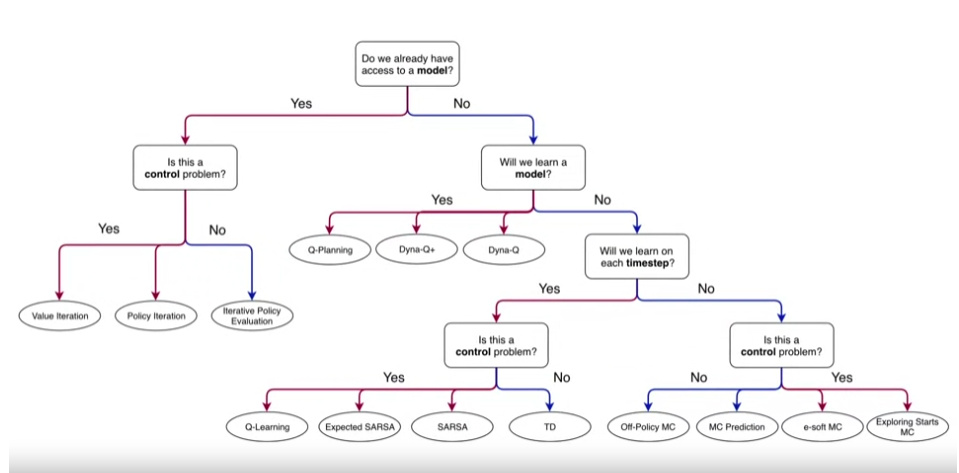 Do we already have
access to a model?
Yes
No
Is this a
control problem?
Will we learn a
model?
Yes
No
Yes
No
Q-Planning
Dyna-Q+
Dyna-Q
Will we learn on
each timestep?
Value Iteration
Policy Iteration
Iterative Policy
Evaluation
Yes
No
Is this a
control problem?
Is this a
control problem?
Yes
No
No
Yes
Q-Learning
Expected SARSA
SARSA
TD
Off-Policy MC
MC Prediction
e-soft MC
Exploring Starts
MC